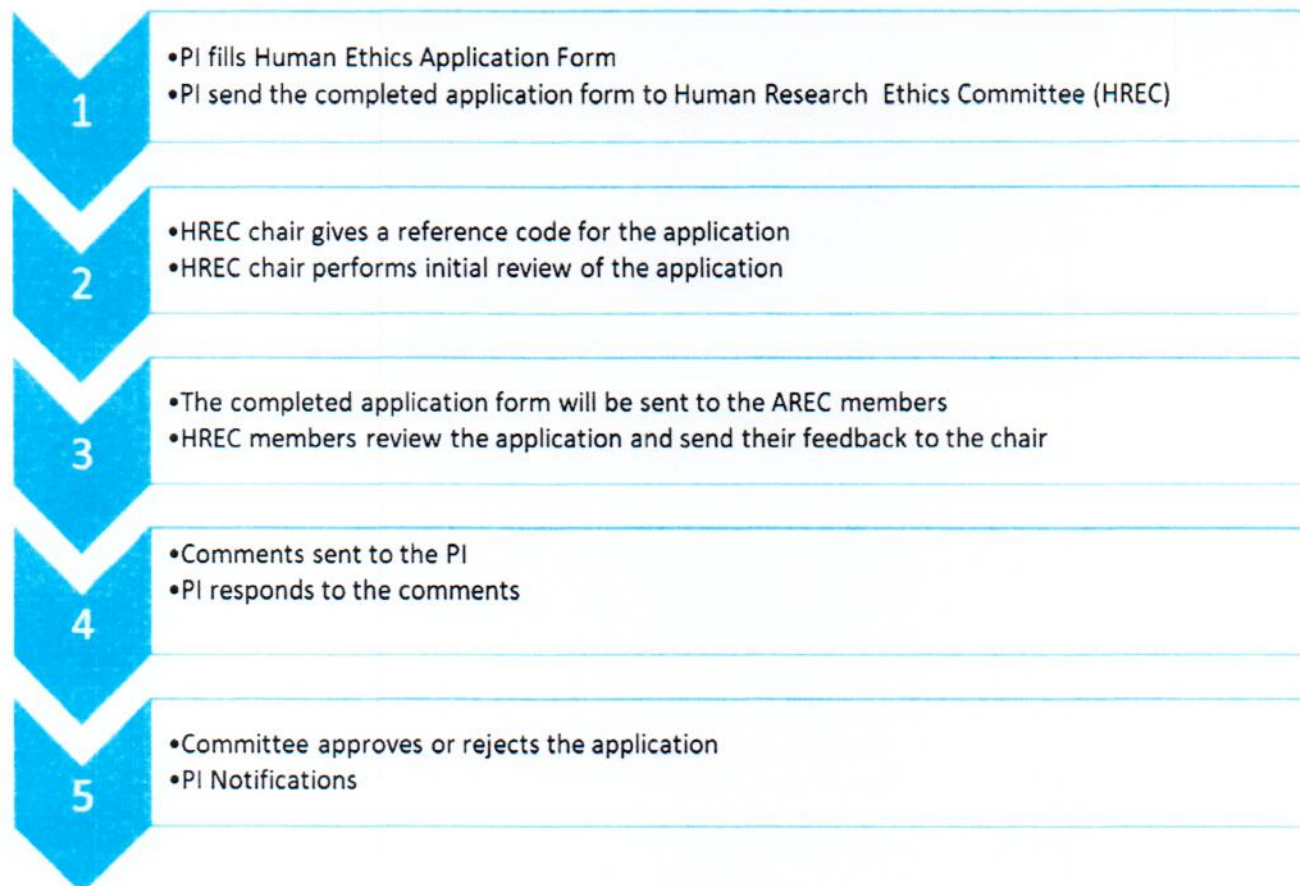 1
•PI fills Human Ethics Application Form
•PI send the completed application form to Human Research Ethics Committee (HREC)
2
•HREC chair gives a reference code for the application
•HREC chair performs initial review of the application
3
•The completed application form will be sent to the AREC members
•HREC members review the application and send their feedback to the chair
4
•Comments sent to the PI
•PI responds to the comments
5
•Committee approves or rejects the application
•PI Notifications